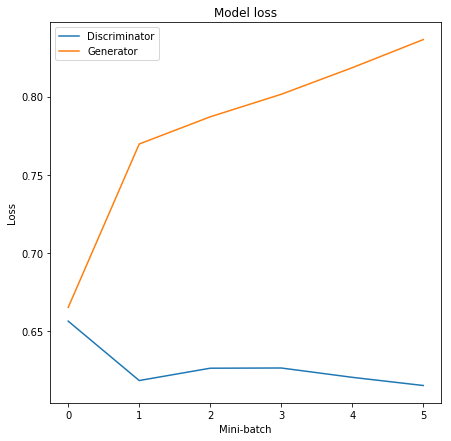 Model loss
Discriminator
Generator
Loss
0.80
0.75
0.70
0.65
0 1 2 3 4 5
Mini-batch